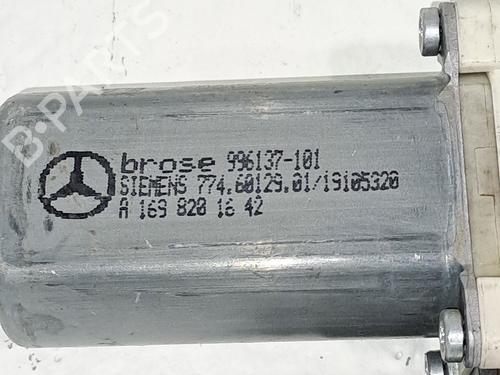 B-PARTS
brose 996137-101
SIEMENS 774.60129.01/19105320
A 169 820 16 42